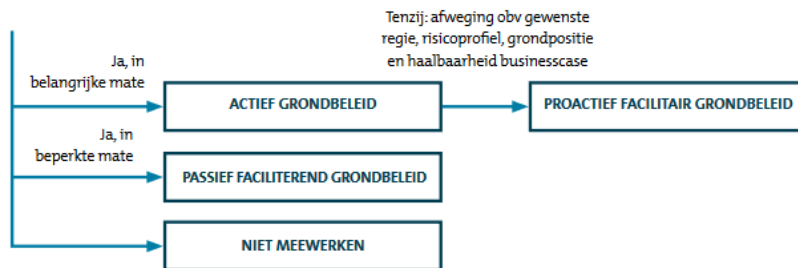 Tenzij: afweging obv gewenste
regie, risicoprofiel, grondpositie
en haalbaarheid businesscase
Ja, in
belangrijke mate
ACTIEF GRONDBELEID
PROACTIEF FACILITAIR GRONDBELEID
Ja, in
beperkte mate
PASSIEF FACILITEREND GRONDBELEID
NIET MEEWERKEN